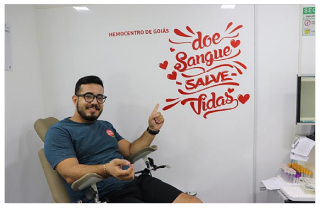 HEMOCENTRO DE GOIÁS
doe
Sangue
SALVE
Vidas